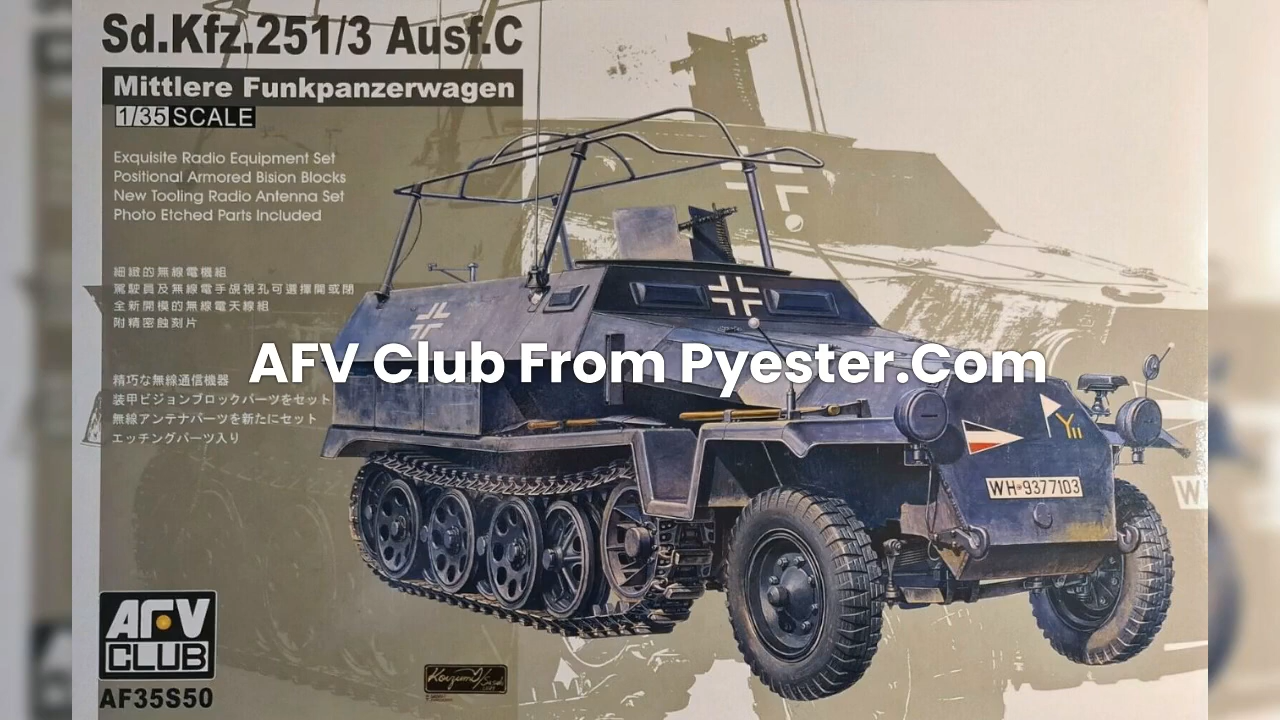 Sd.Kfz.251/3 Ausf.C
Mittlere Funkpanzerwagen
1/35 SCALE
Exquisite Radio Equipment Set
Positional Armored Bision Blocks
New Tooling Radio Antenna Set
Photo Etched Parts Included
細緻的無線電機組
駕駛員及無線電手覘視孔可選擇開或閉
全新開模的無線電天線組
附精密蝕刻片
AFV Club From Pyester.Com
精巧な無線通信機器
装甲ビジョンブロックパーツをセット
無線アンテナパーツを新たにセット
エッチングパーツ入り
Y
WH-9377103
W
AFV
CLUB
AF35S50